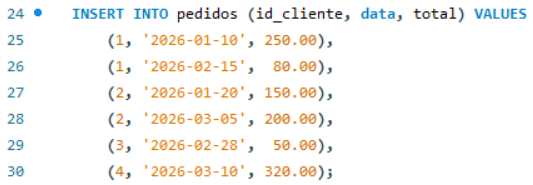 24 INSERT INTO pedidos (id_cliente, data, total) VALUES
25 (1, '2026-01-10', 250.00),
26 (1, '2026-02-15', 80.00),
27 (2, '2026-01-20', 150.00),
28 (2, '2026-03-05', 200.00),
29 (3, '2026-02-28', 50.00),
30 (4, '2026-03-10', 320.00);